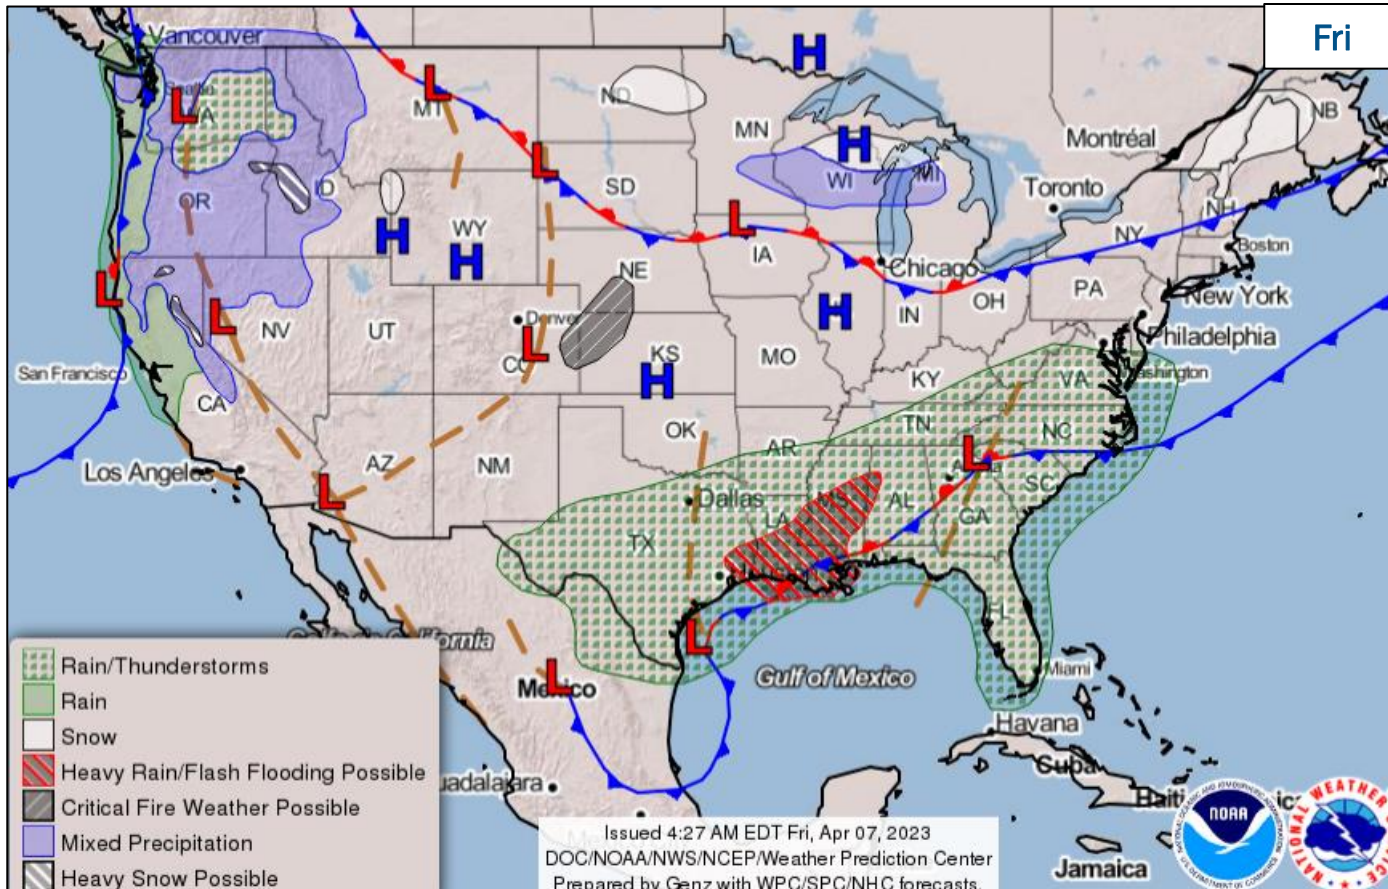 Fri
Vancouver
Seattle
WA
MT
ND
MN
Montréal
NB
OR
ID
SD
WI
MI
Toronto
WY
IA
NY
NH
Boston
Chicago
NE
NV
UT
Denver
CO
KS
MO
IN
OH
PA
New York
Philadelphia
San Francisco
CA
KY
VA
Washington
Los Angeles
AZ
NM
OK
AR
TN
NC
Dallas
MS
AL
SC
TX
LA
GA
FL
Miami
Gulf of Mexico
Mexico
Havana
Cuba
Jamaica
H
H
H
H
H
H
L
L
L
L
L
L
L
L
L
L
L
Rain/Thunderstorms
Rain
Snow
Heavy Rain/Flash Flooding Possible
Critical Fire Weather Possible
Mixed Precipitation
Heavy Snow Possible
Issued 4:27 AM EDT Fri, Apr 07, 2023
DOC/NOAA/NWS/NCEP/Weather Prediction Center
Prepared by Genz with WPC/SPC/NHC forecasts.
NOAA
NATIONAL WEATHER